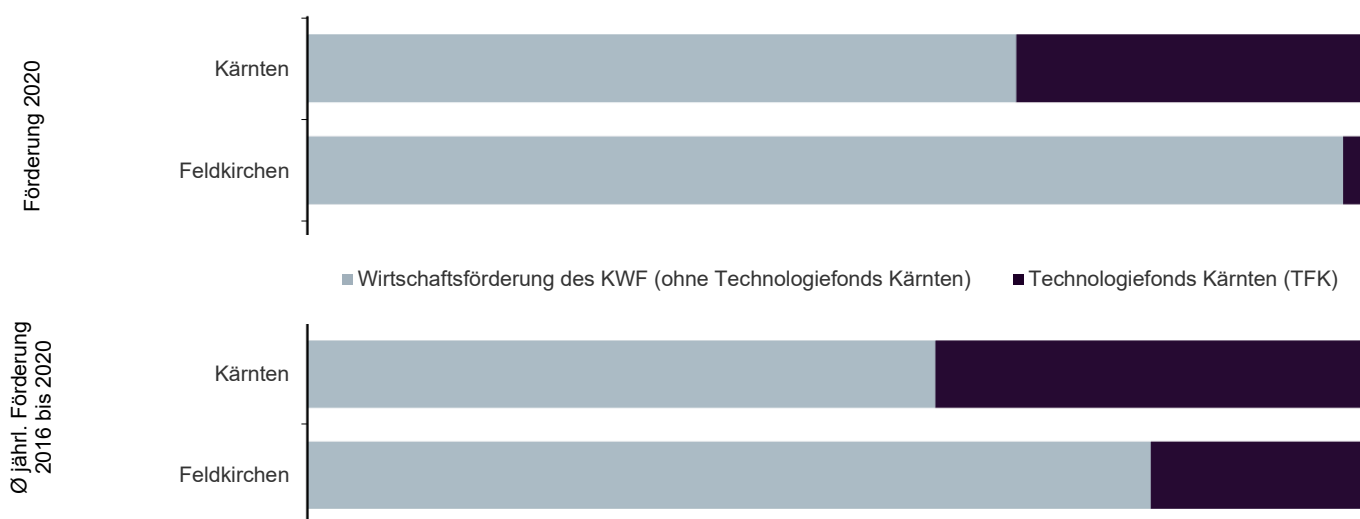 Förderung 2020
Kärnten
Feldkirchen
Wirtschaftsförderung des KWF (ohne Technologiefonds Kärnten)
Technologiefonds Kärnten (TFK)
Ø jährl. Förderung
2016 bis 2020
Kärnten
Feldkirchen